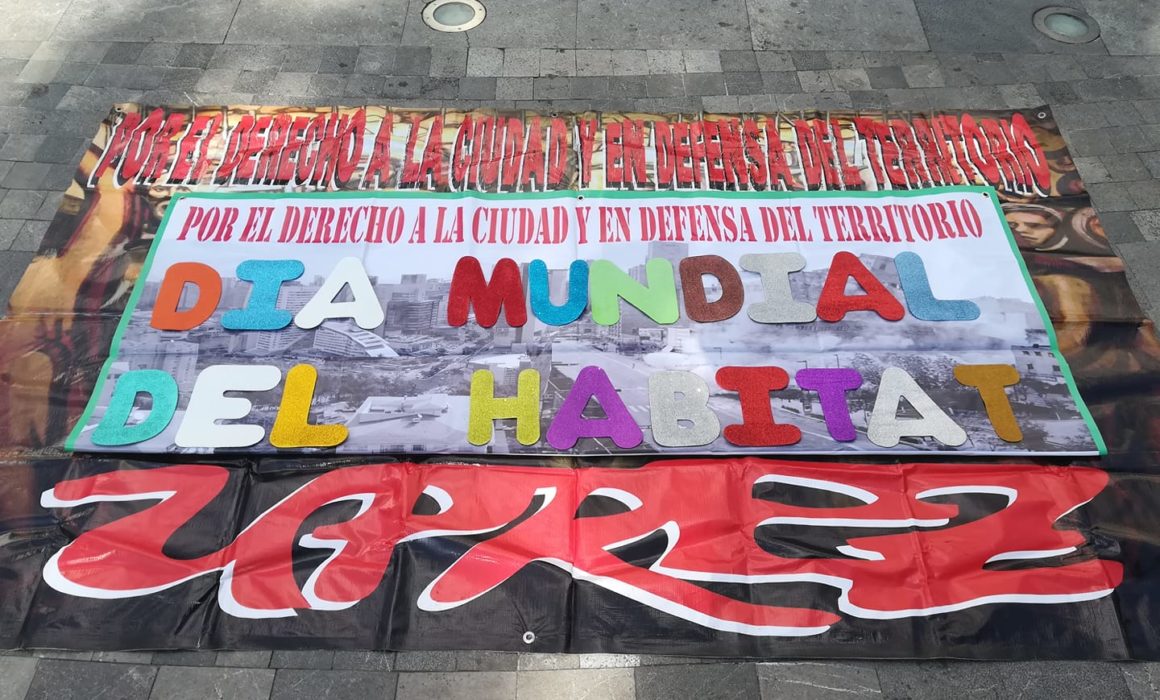 POR EL DERECHO A LA CIUDAD Y EN DEFENSA DEL TERRITORIO
POR EL DERECHO A LA CIUDAD Y EN DEFENSA DEL TERRITORIO
DIA MUNDIAL
DEL HABITAT
UPREZ